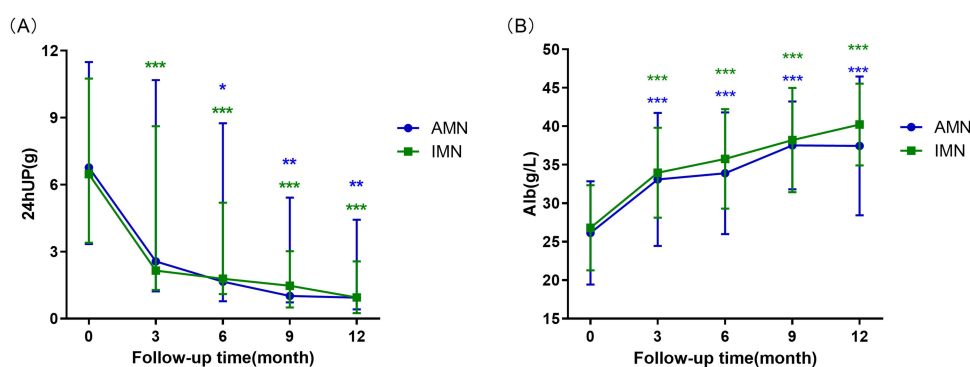 （A）
12
9
6
3
0
24hUP(g)
***
*
***
**
***
**
***
0 3 6 9 12
Follow-up time(month)
AMN
IMN
（B）
50
45
40
35
30
25
20
15
Alb(g/L)
***
***
***
***
***
***
***
***
0 3 6 9 12
Follow-up time(month)
AMN
IMN